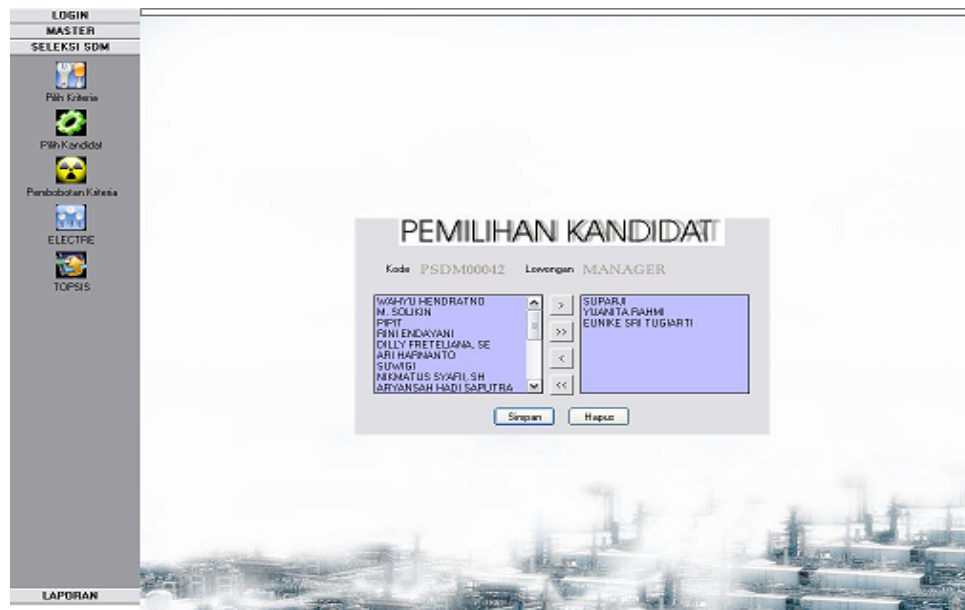 LOGIN
MASTER
SELEKSI SDM
Pilih Kriteria
Pilih Kandidat
Pembobotan Kriteria
ELECTRE
TOPSIS
LAPORAN
PEMILIHAN KANDIDAT
Kode PSDM00042 Lowongan MANAGER
WAHYU HENDRATNO
M. SOLIKIN
PIPIT
RINI ENDAYANI
DILLY FRETELIANA, SE
ARI HARNANTO
SUWIGI
NIKMATUS SYAFII, SH
ARYANSAH HADI SAPUTRA
>
>>
<
<<
SUPARJI
YUANITA RAHMI
EUNIKE SRI TUGIARTI
Simpan Hapus